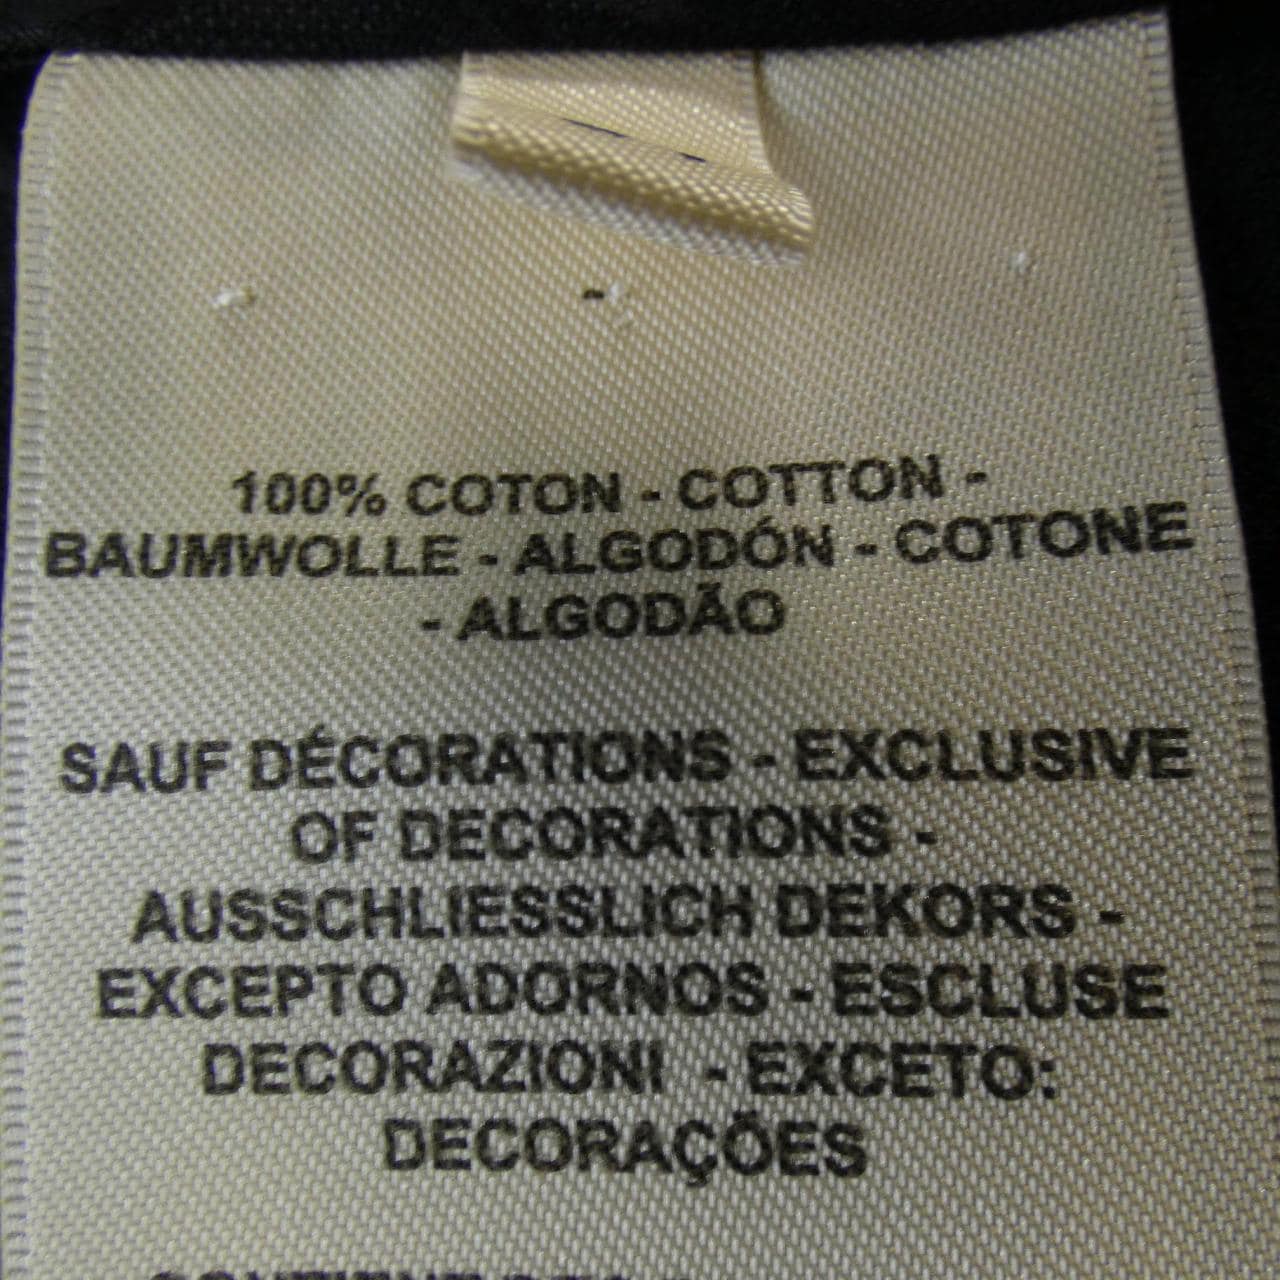 100% COTON - COTTON -
BAUMWOLLE - ALGODÓN - COTONE
- ALGODÃO
SAUF DÉCORATIONS - EXCLUSIVE
OF DECORATIONS -
AUSSCHLIESSLICH DEKORS -
EXCEPTO ADORNOS - ESCLUSE
DECORAZIONI - EXCETO:
DECORAÇÕES